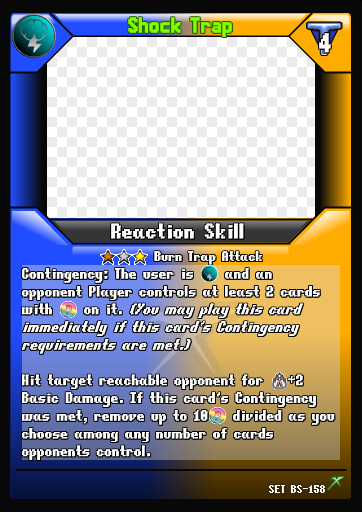 Shock Trap
4
Reaction Skill
Burn Trap Attack
Contingency: The user is and an
opponent Player controls at least 2 cards
with on it. (You may play this card
immediately if this card's Contingency
requirements are met.)
Hit target reachable opponent for +2
Basic Damage. If this card's Contingency
was met, remove up to 10 divided as you
choose among any number of cards
opponents control.
SET BS-158